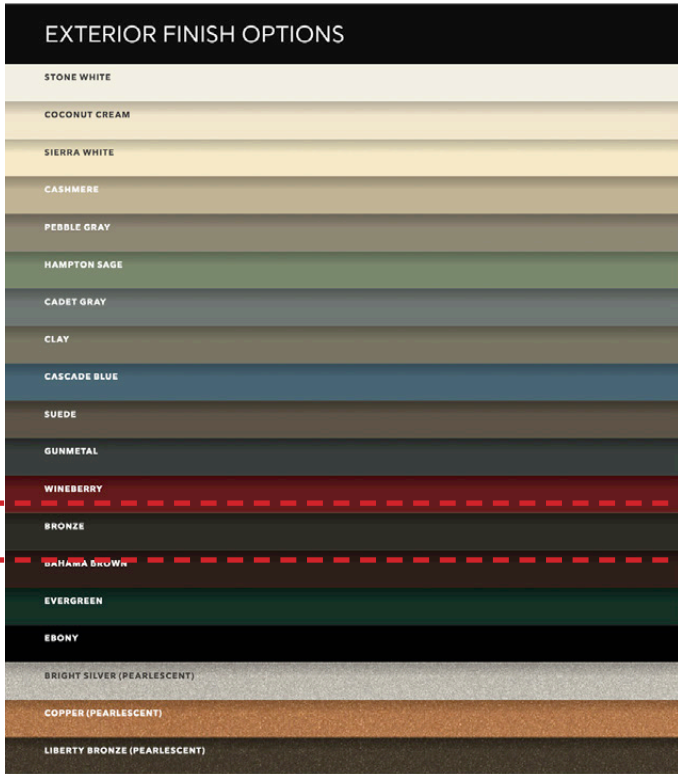 EXTERIOR FINISH OPTIONS
STONE WHITE
COCONUT CREAM
SIERRA WHITE
CASHMERE
PEBBLE GRAY
HAMPTON SAGE
CADET GRAY
CLAY
CASCADE BLUE
SUEDE
GUNMETAL
WINEBERRY
BRONZE
BAHAMA BROWN
EVERGREEN
EBONY
BRIGHT SILVER (PEARLESCENT)
COPPER (PEARLESCENT)
LIBERTY BRONZE (PEARLESCENT)